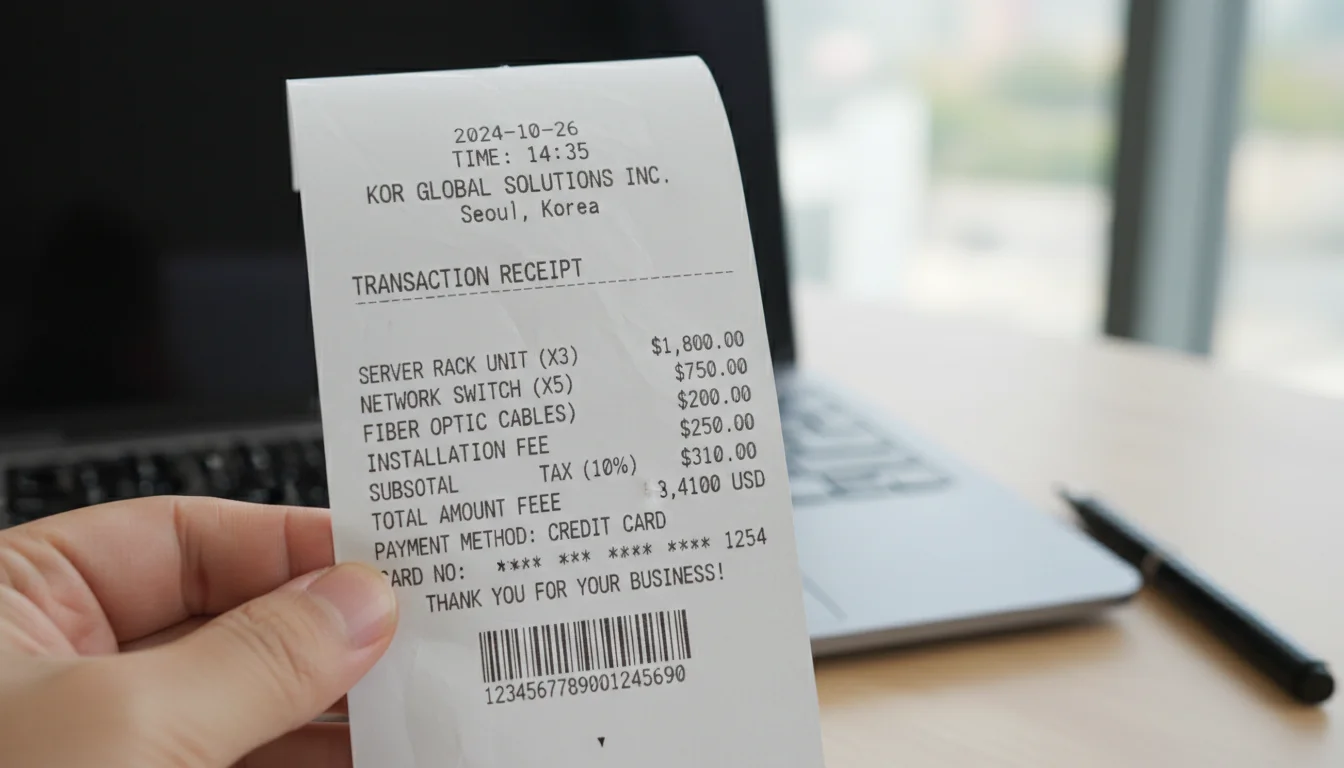 2024-10-26
TIME: 14:35
KOR GLOBAL SOLUTIONS INC.
Seoul, Korea
TRANSACTION RECEIPT
SERVER RACK UNIT (X3) $1,800.00
NETWORK SWITCH (X5) $750.00
FIBER OPTIC CABLES) $200.00
INSTALLATION FEE $250.00
SUBSOTAL TAX (10%) $310.00
TOTAL AMOUNT FEEE 3,4100 USD
PAYMENT METHOD: CREDIT CARD
CARD NO: **** *** **** **** 1254
THANK YOU FOR YOUR BUSINESS!
1234567789001245690